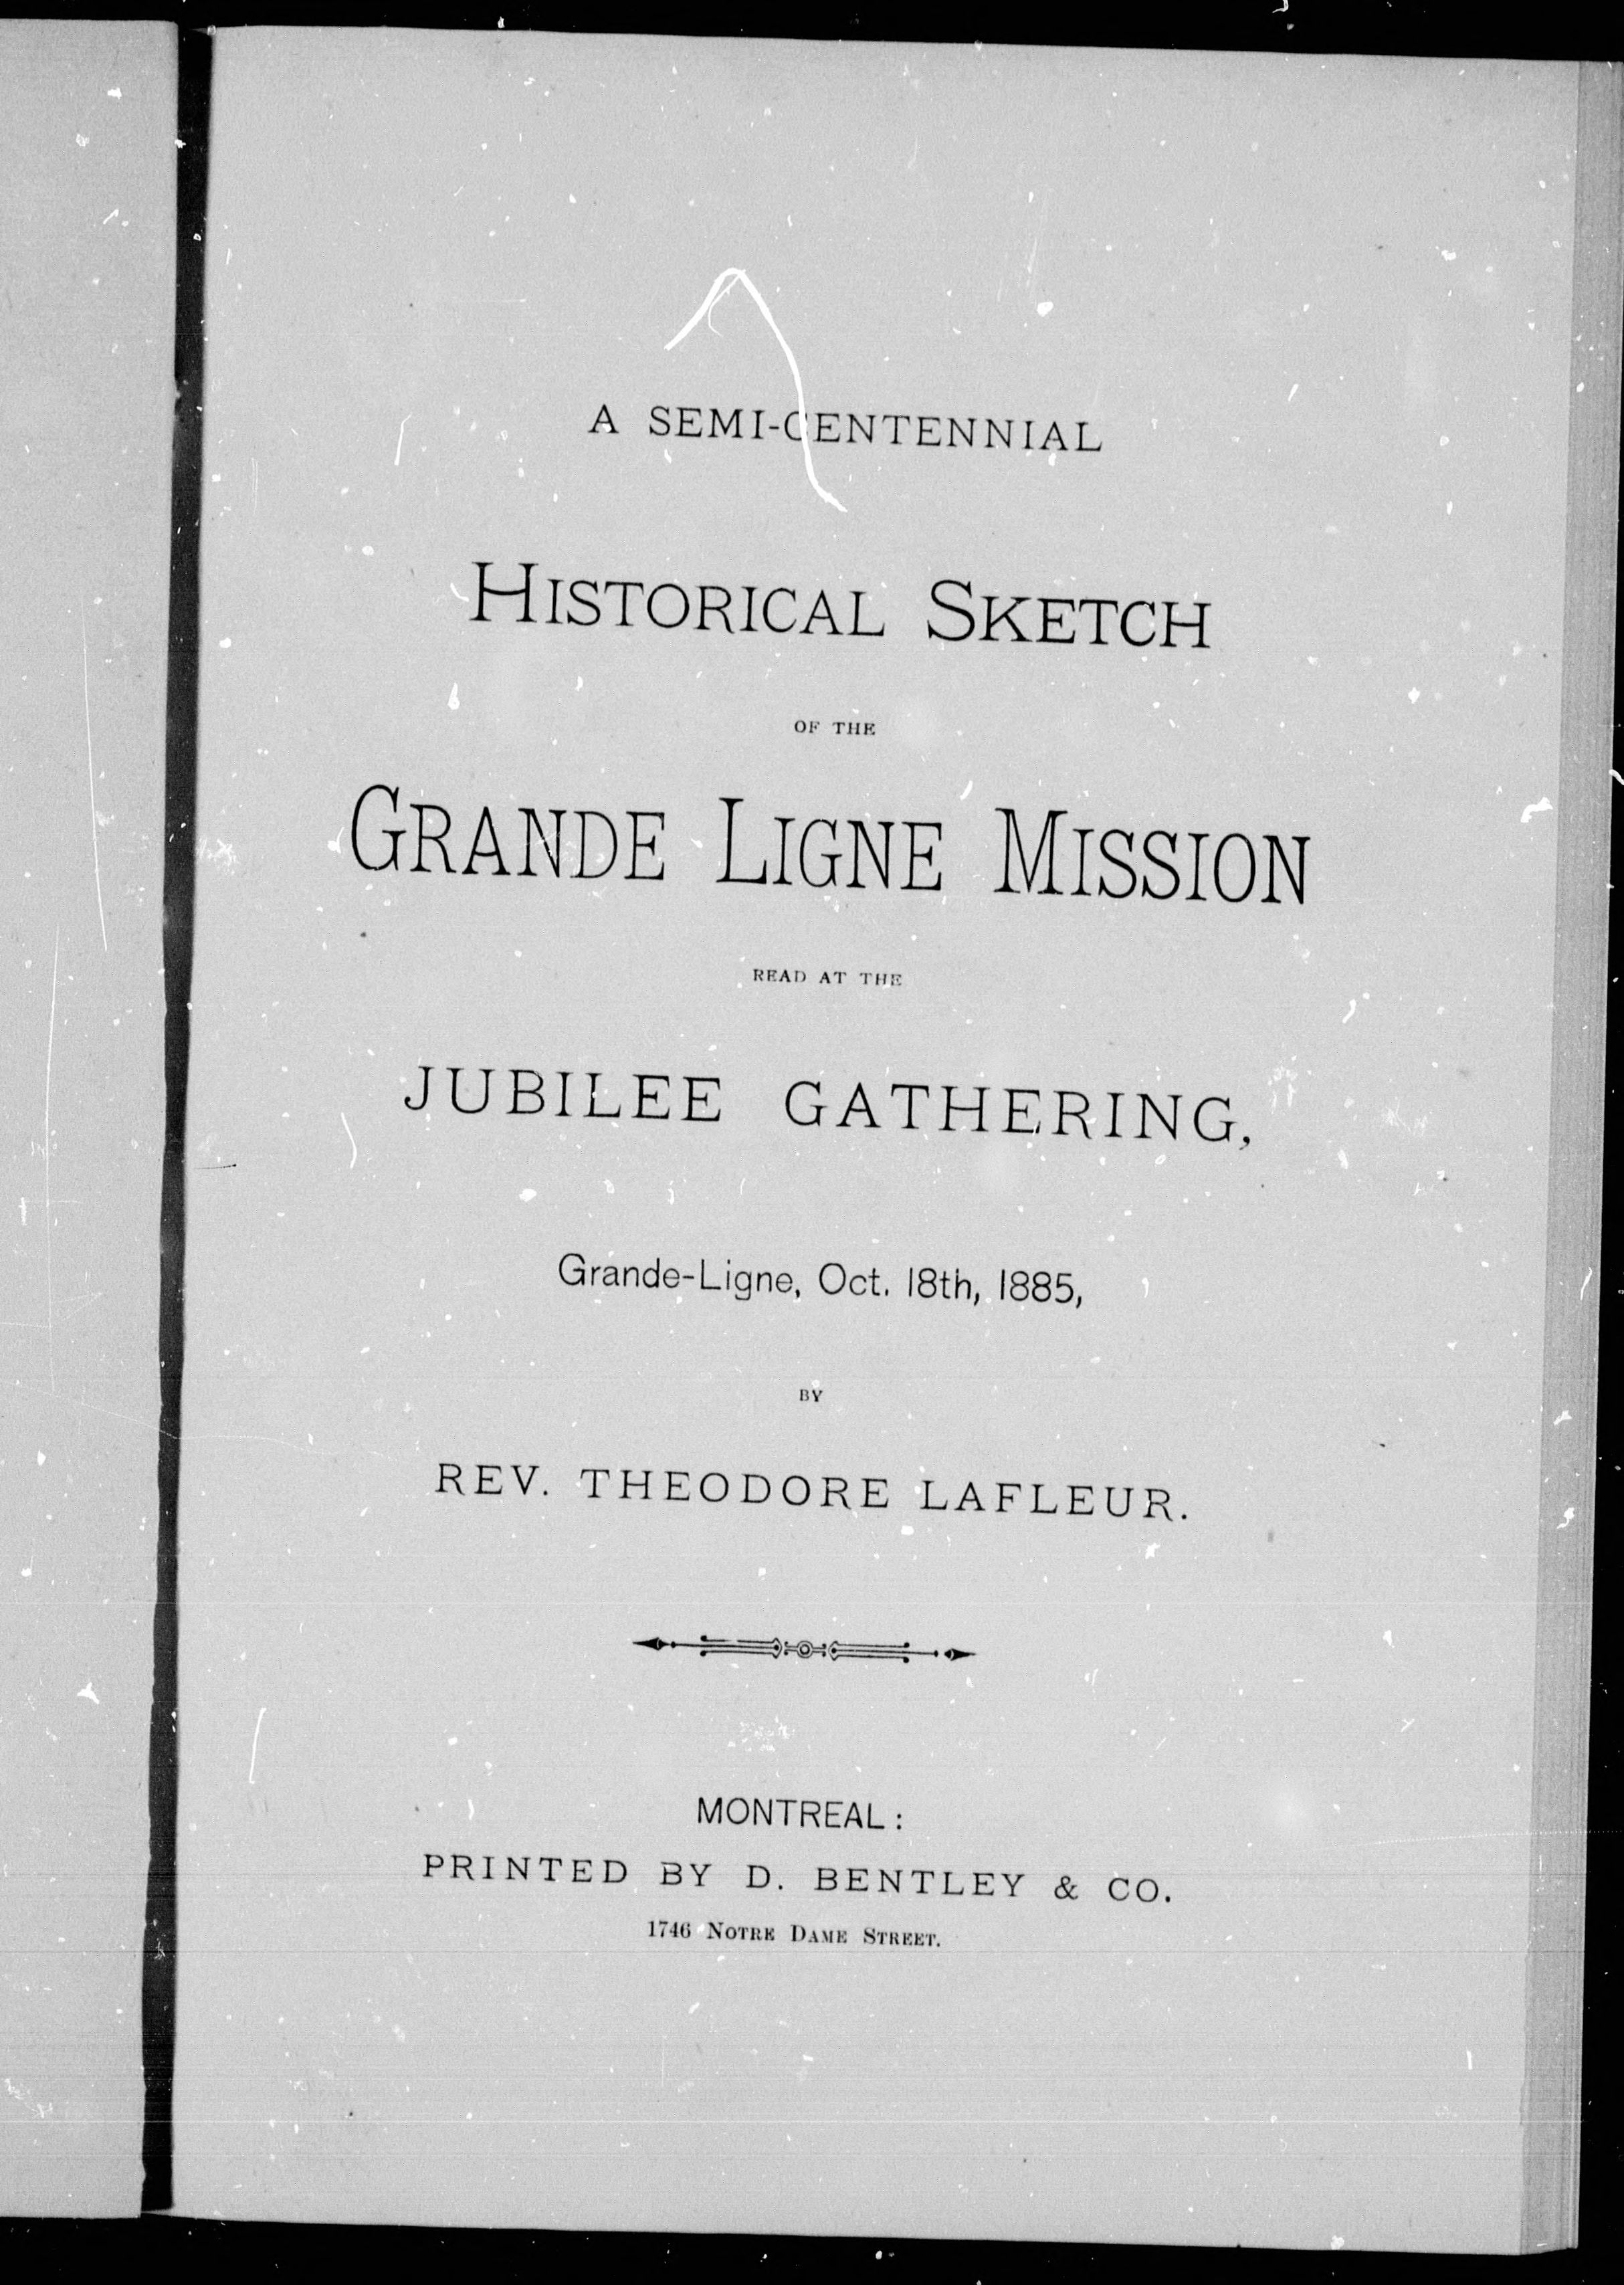 A SEMI-CENTENNIAL
HISTORICAL SKETCH
OF THE
GRANDE LIGNE MISSION
READ AT THE
JUBILEE GATHERING,
Grande-Ligne, Oct. 18th, 1885,
BY
REV. THEODORE LAFLEUR.
MONTREAL:
PRINTED BY D. BENTLEY & CO.
1746 NOTRE DAME STREET.